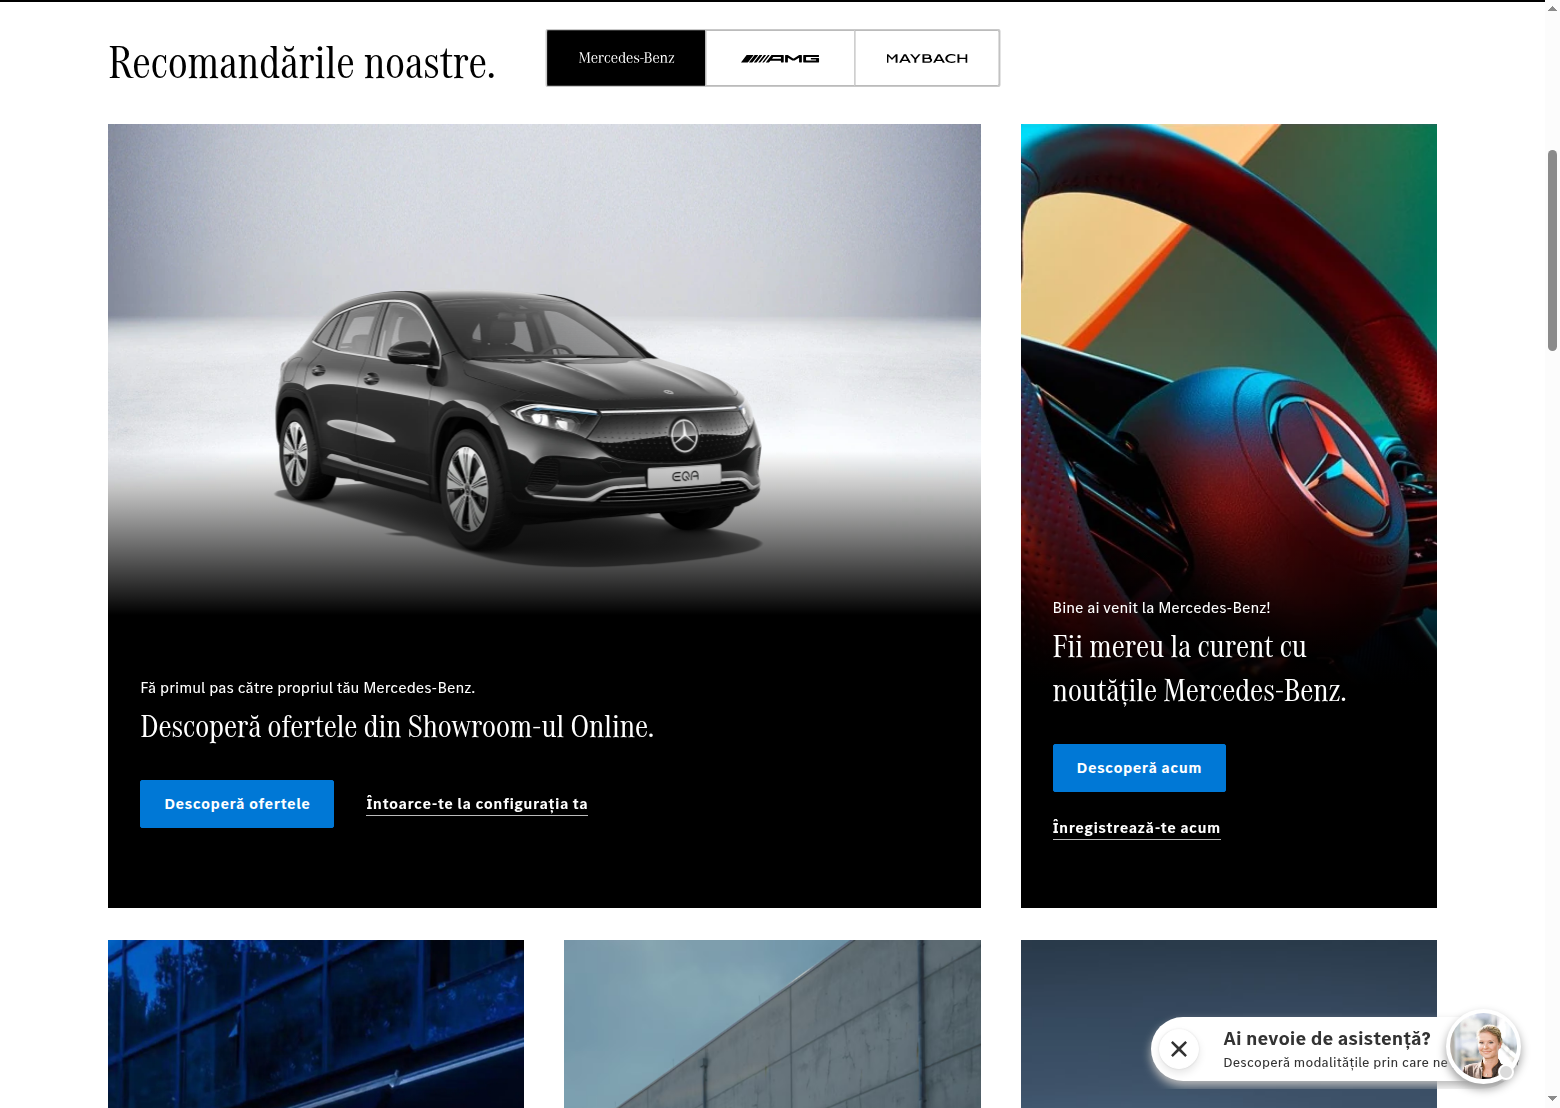 Recomandările noastre.
Mercedes-Benz
AMG
MAYBACH
EQA
Fă primul pas către propriul tău Mercedes-Benz.
Descoperă ofertele din Showroom-ul Online.
Descoperă ofertele
Întoarce-te la configurația ta
Bine ai venit la Mercedes-Benz!
Fii mereu la curent cu
noutățile Mercedes-Benz.
Descoperă acum
Înregistrează-te acum
Ai nevoie de asistență?
Descoperă modalitățile prin care ne